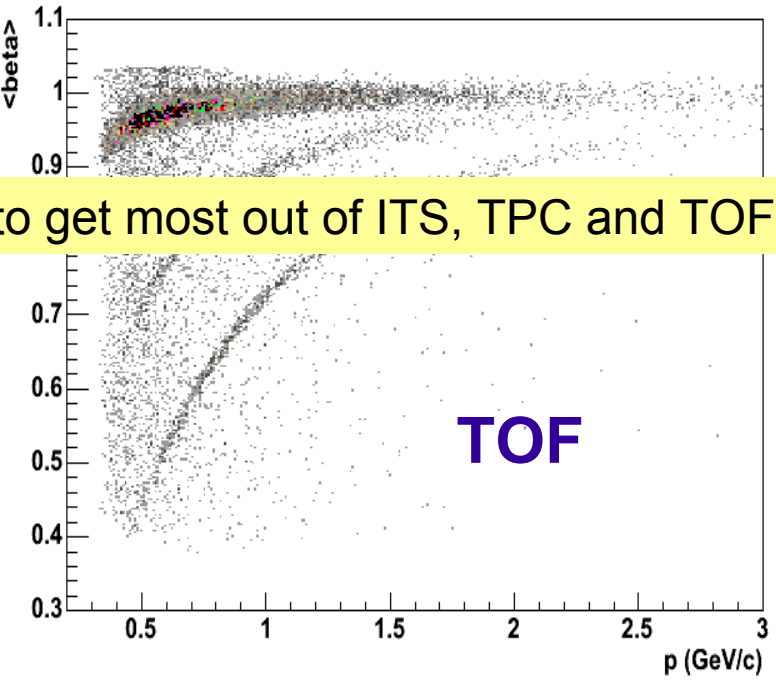 1.1
<beta>
1
0.9
to get most out of ITS, TPC and TOF
0.7
0.6
TOF
0.5
0.4
0.3
0.5 1 1.5 2 2.5 3
p (GeV/c)